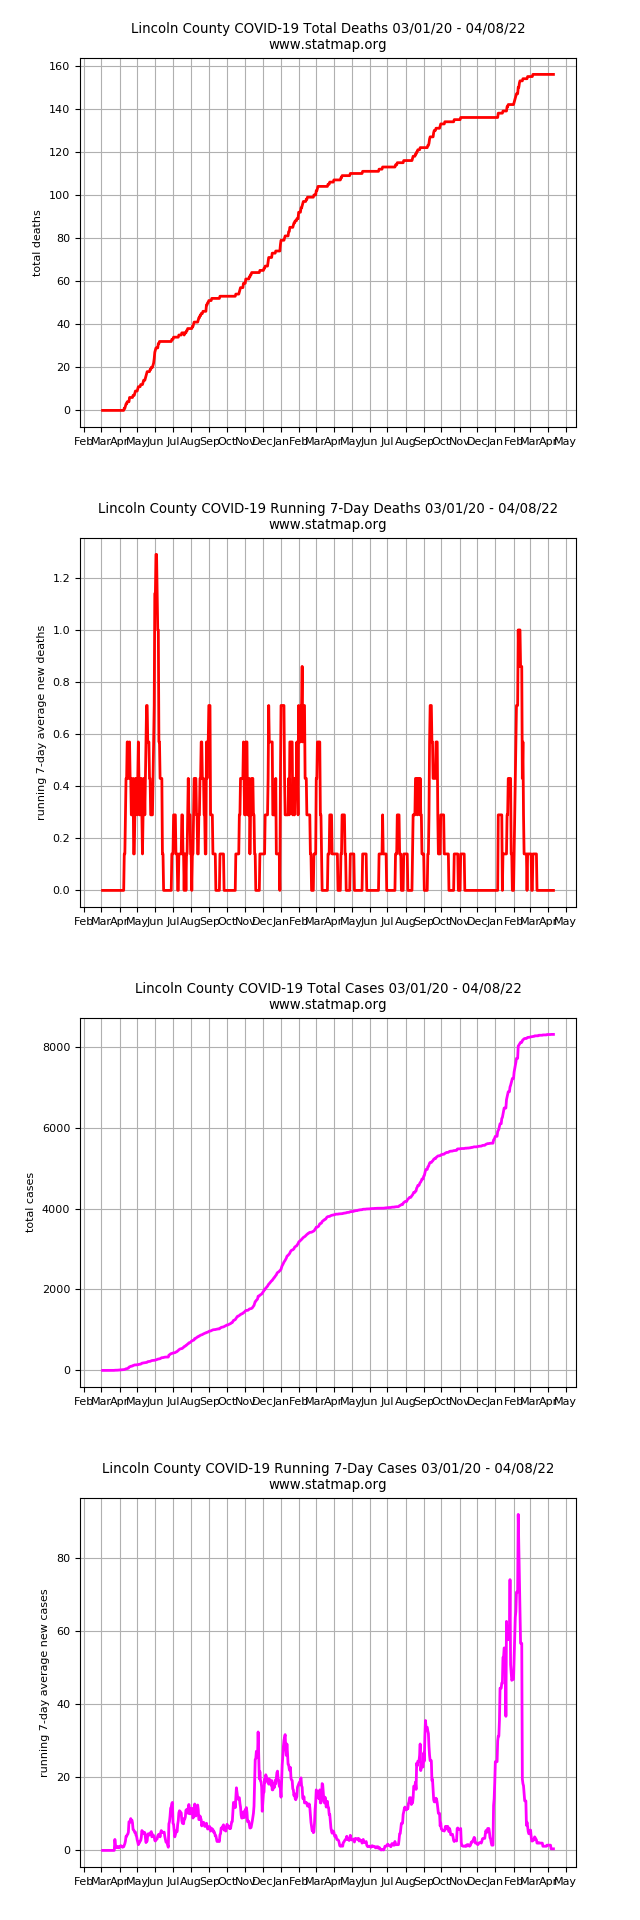 Lincoln County COVID-19 Total Deaths 03/01/20 - 04/08/22
www.statmap.org
160
140
120
100
80
60
40
20
0
total deaths
Feb Mar Apr May Jun Jul Aug Sep Oct Nov Dec Jan Feb Mar Apr May Jun Jul Aug Sep Oct Nov Dec Jan Feb Mar Apr May
Lincoln County COVID-19 Running 7-Day Deaths 03/01/20 - 04/08/22
www.statmap.org
1.2
1.0
0.8
0.6
0.4
0.2
0.0
running 7-day average new deaths
Feb Mar Apr May Jun Jul Aug Sep Oct Nov Dec Jan Feb Mar Apr May Jun Jul Aug Sep Oct Nov Dec Jan Feb Mar Apr May
Lincoln County COVID-19 Total Cases 03/01/20 - 04/08/22
www.statmap.org
8000
6000
4000
2000
0
total cases
Feb Mar Apr May Jun Jul Aug Sep Oct Nov Dec Jan Feb Mar Apr May Jun Jul Aug Sep Oct Nov Dec Jan Feb Mar Apr May
Lincoln County COVID-19 Running 7-Day Cases 03/01/20 - 04/08/22
www.statmap.org
80
60
40
20
0
running 7-day average new cases
Feb Mar Apr May Jun Jul Aug Sep Oct Nov Dec Jan Feb Mar Apr May Jun Jul Aug Sep Oct Nov Dec Jan Feb Mar Apr May